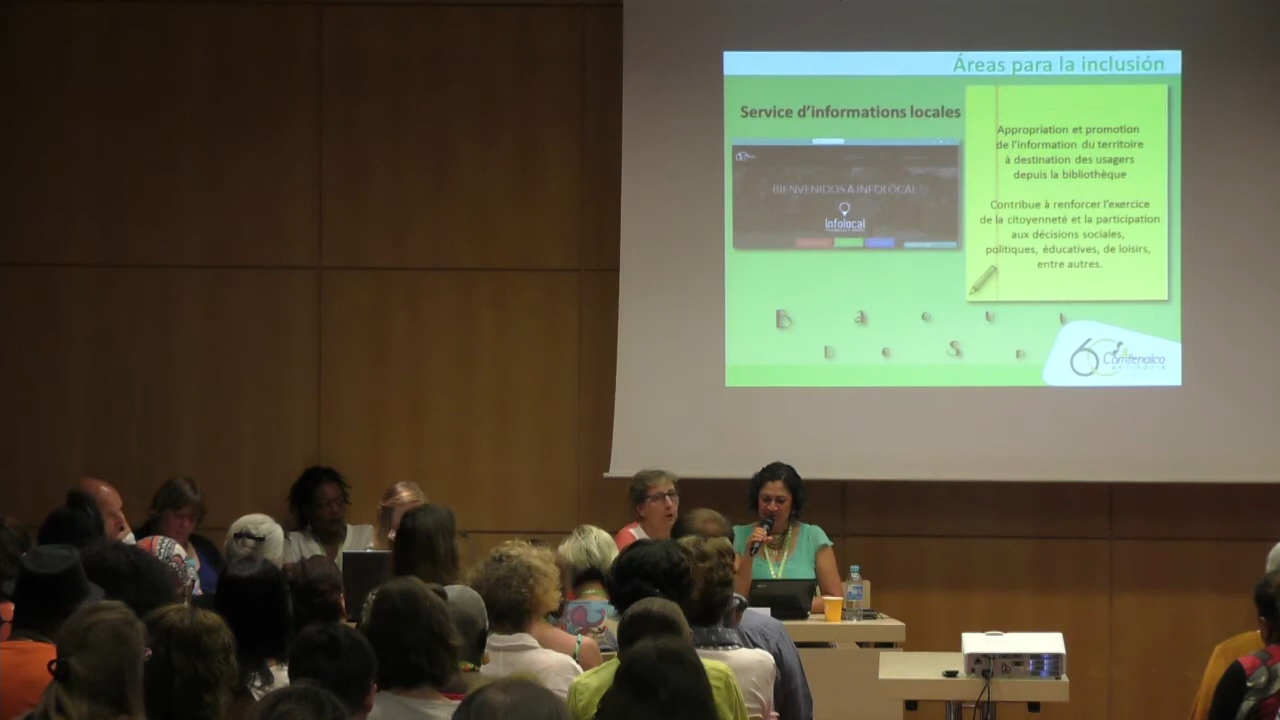 Áreas para la inclusión
Service d'informations locales
BIENVENIDOS A INFOLOCAL
Infolocal
Appropriation et promotion
de l'information du territoire
à destination des usagers
depuis la bibliothèque
Contribue à renforcer l'exercice
de la citoyenneté et la participation
aux décisions sociales,
politiques, éducatives, de loisirs,
entre autres.
B a e u
D e S n
60 Comfenalco